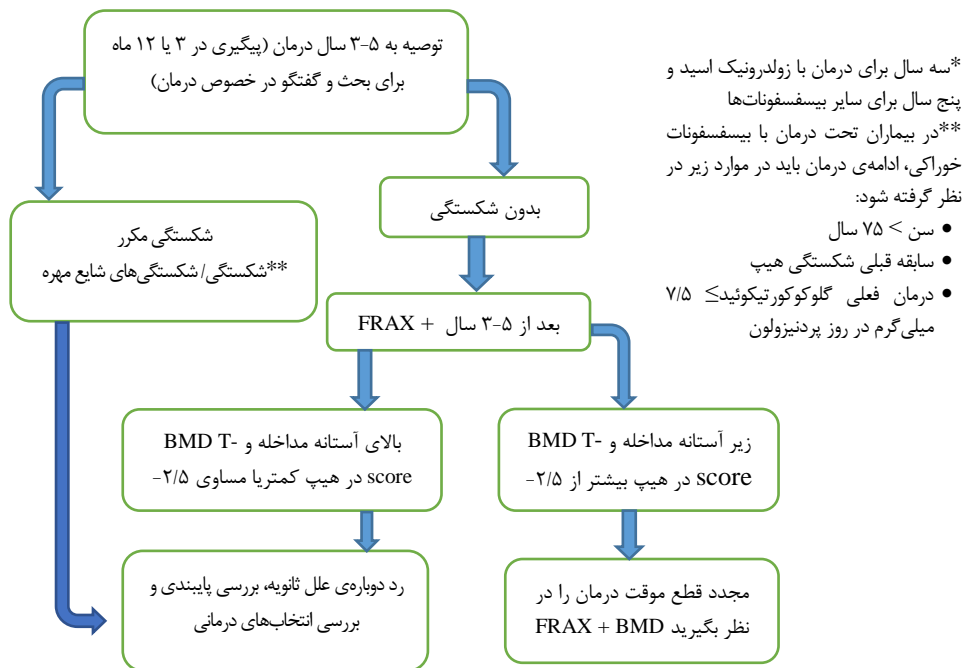 توصیه به ۵-۳ سال درمان (پیگیری در ۳ یا ۱۲ ماه
برای بحث و گفتگو در خصوص درمان)
*سه سال برای درمان با زولدرونیک اسید و
پنج سال برای سایر بیسفسفونات‌ها
**در بیماران تحت درمان با بیسفسفونات
خوراکی، ادامه‌ی درمان باید در موارد زیر در
نظر گرفته شود:
• سن > ۷۵ سال
• سابقه قبلی شکستگی هیپ
• درمان فعلی گلوکوکورتیکوئید≥ ۷/۵
میلی‌گرم در روز پردنیزولون
بدون شکستگی
شکستگی مکرر
**شکستگی/ شکستگی‌های شایع مهره
بعد از ۵-۳ سال + FRAX
زیر آستانه مداخله و BMD T-
score در هیپ بیشتر از ۲/۵-
بالای آستانه مداخله و BMD T-
score در هیپ کمتریا مساوی ۲/۵-
مجدد قطع موقت درمان را در
نظر بگیرید FRAX + BMD
رد دوباره‌ی علل ثانویه، بررسی پایبندی و
بررسی انتخاب‌های درمانی